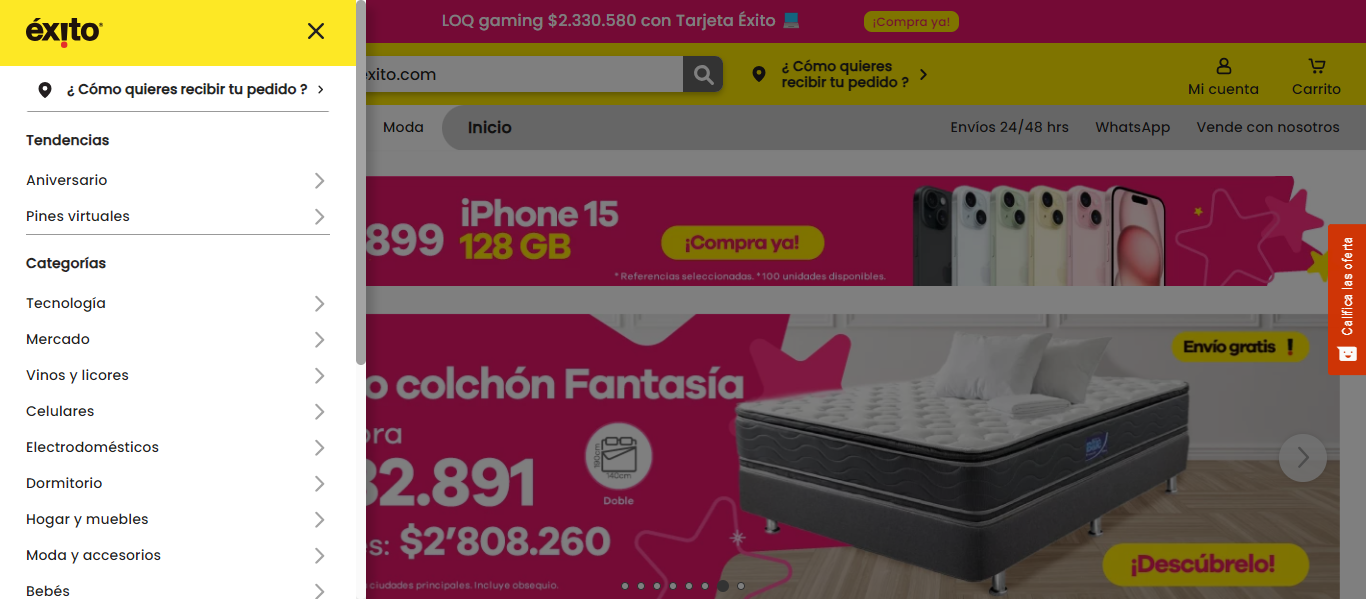 éxito
¿ Cómo quieres recibir tu pedido ?
Tendencias
Aniversario
Pines virtuales
Categorías
Tecnología
Mercado
Vinos y licores
Celulares
Electrodomésticos
Dormitorio
Hogar y muebles
Moda y accesorios
Bebés
LOQ gaming $2.330.580 con Tarjeta Éxito
¡Compra ya!
exito.com
¿ Cómo quieres
recibir tu pedido ?
Mi cuenta
Carrito
Moda
Inicio
Envíos 24/48 hrs
WhatsApp
Vende con nosotros
899
iPhone 15
128 GB
¡Compra ya!
* Referencias seleccionadas. *100 unidades disponibles.
Califica las oferta
Envío gratis !
o colchón Fantasía
ora
32.891
190cm
140cm
Doble
es: $2'808.260
ciudades principales. Incluye obsequio.
¡Descúbrelo!